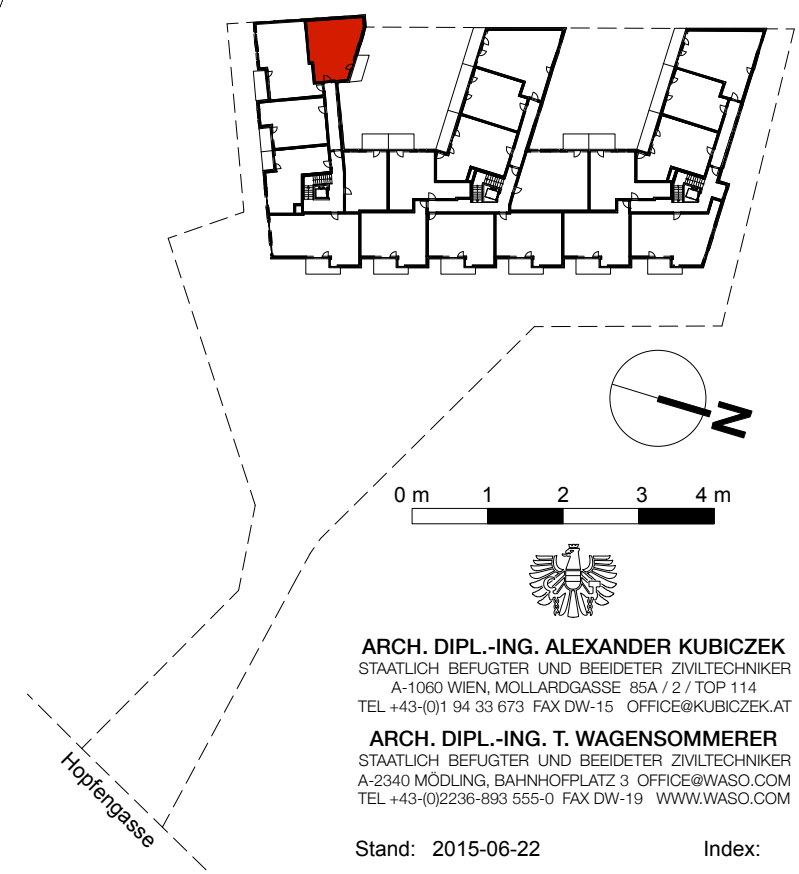 N
0 m 1 2 3 4 m
ARCH. DIPL.-ING. ALEXANDER KUBICZEK
STAATLICH BEFUGTER UND BEEIDETER ZIVILTECHNIKER
A-1060 WIEN, MOLLARDGASSE 85A / 2 / TOP 114
TEL +43-(0)1 94 33 673 FAX DW-15 OFFICE@KUBICZEK.AT
ARCH. DIPL.-ING. T. WAGENSOMMERER
STAATLICH BEFUGTER UND BEEIDETER ZIVILTECHNIKER
A-2340 MÖDLING, BAHNHOFPLATZ 3 OFFICE@WASO.COM
TEL +43-(0)2236-893 555-0 FAX DW-19 WWW.WASO.COM
Hopfengasse
Stand: 2015-06-22 Index: